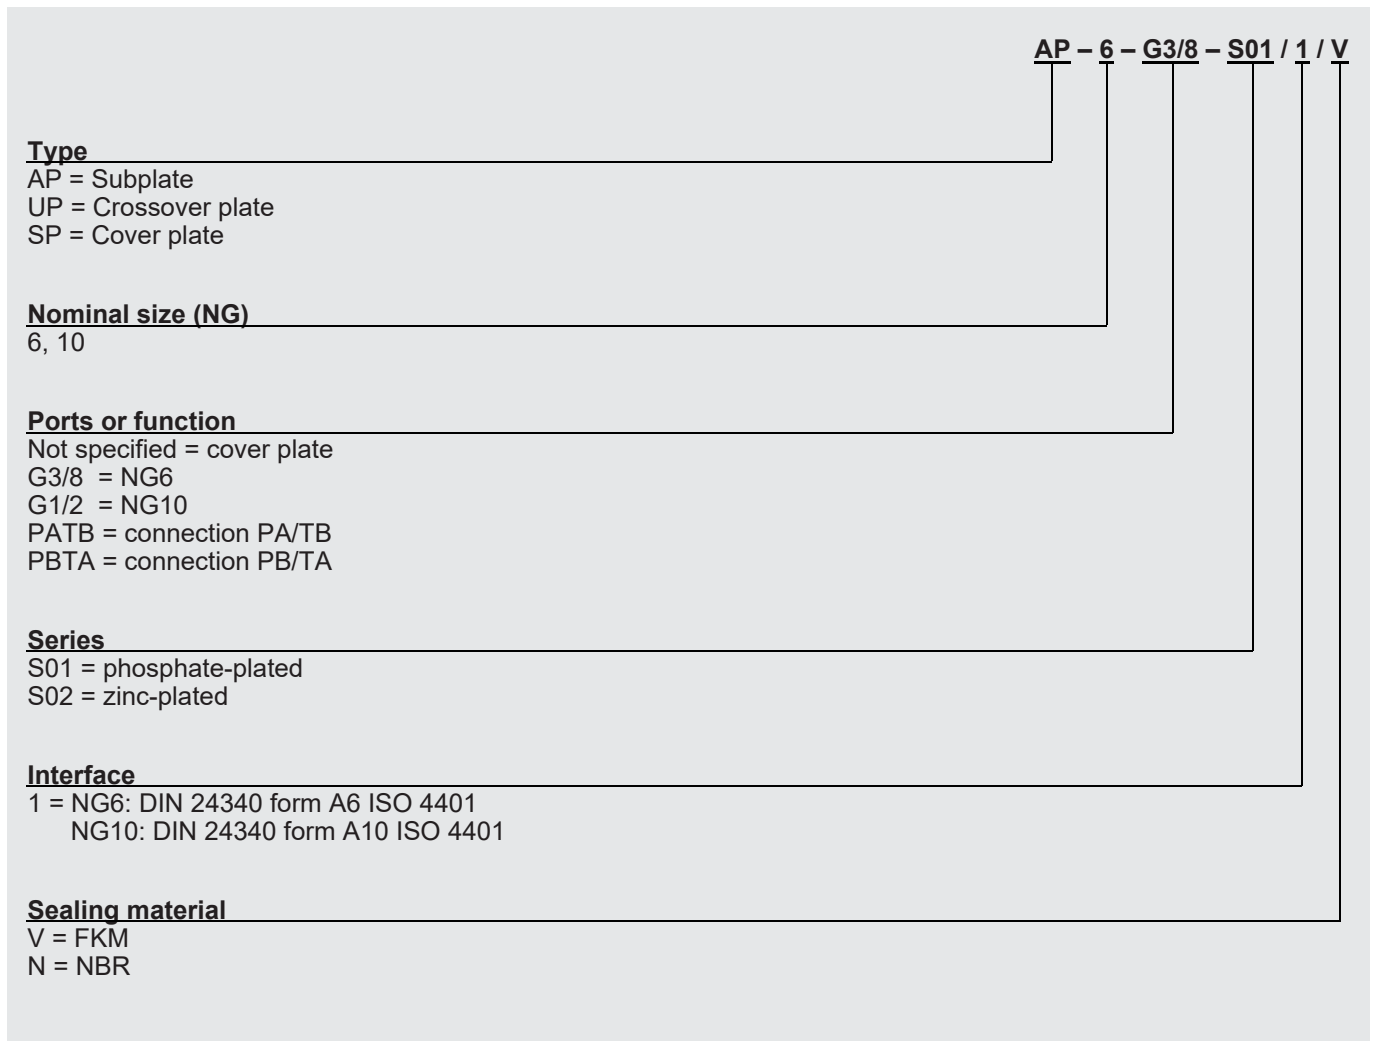 AP – 6 – G3/8 – S01 / 1 / V
Type
AP = Subplate
UP = Crossover plate
SP = Cover plate
Nominal size (NG)
6, 10
Ports or function
Not specified = cover plate
G3/8 = NG6
G1/2 = NG10
PATB = connection PA/TB
PBTA = connection PB/TA
Series
S01 = phosphate-plated
S02 = zinc-plated
Interface
1 = NG6: DIN 24340 form A6 ISO 4401
NG10: DIN 24340 form A10 ISO 4401
Sealing material
V = FKM
N = NBR